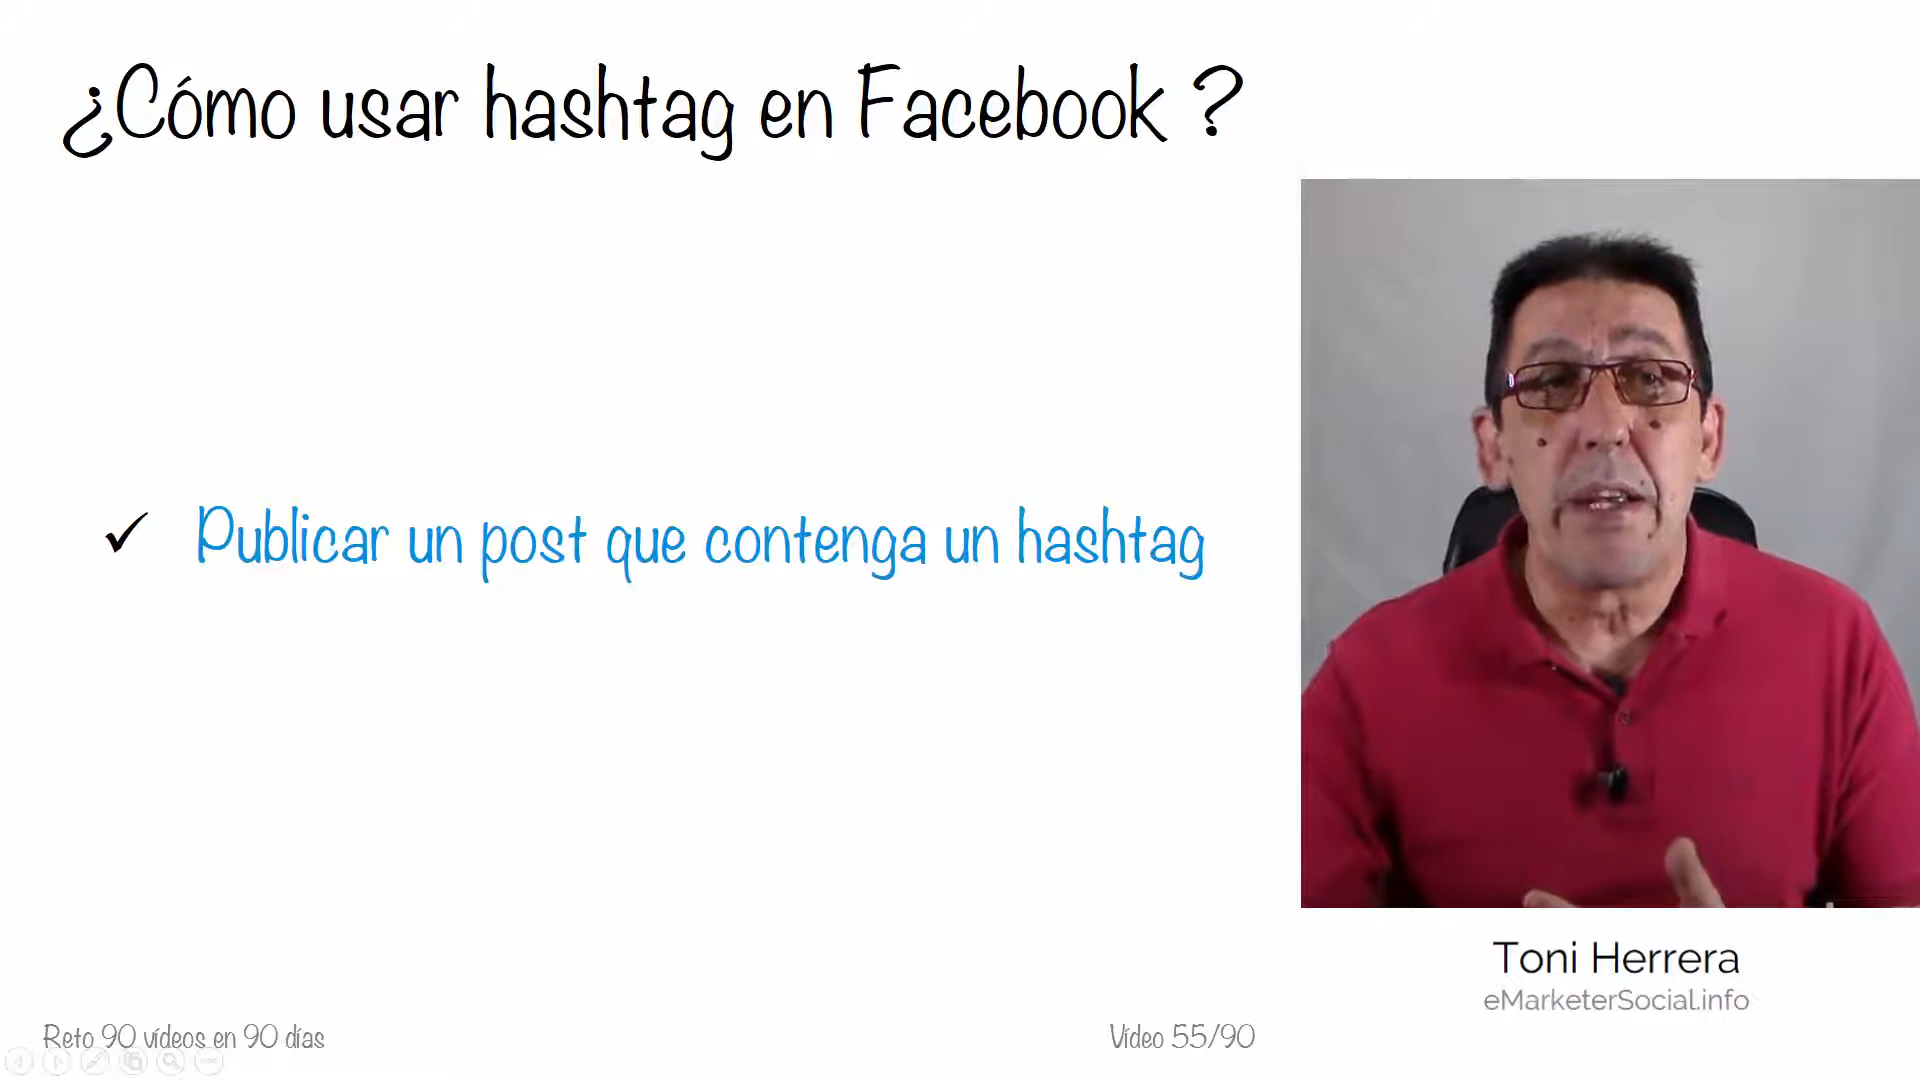 ¿Cómo usar hashtag en Facebook ?
✓ Publicar un post que contenga un hashtag
Toni Herrera
eMarketerSocial.info
Reto 90 vídeos en 90 días
Vídeo 55/90